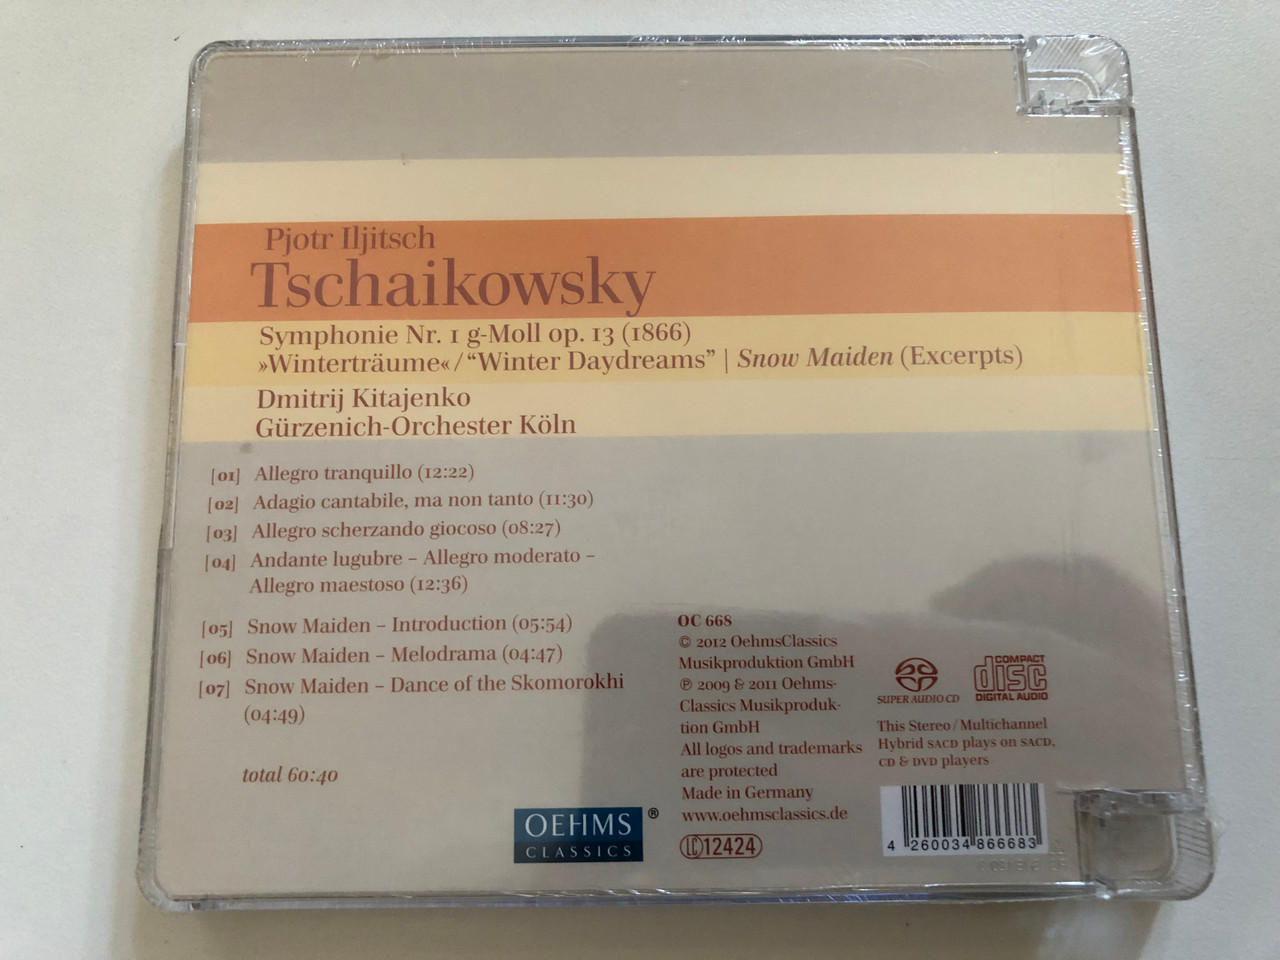 Pjotr Iljitsch
Tschaikowsky
Symphonie Nr. 1 g-Moll op. 13 (1866)
»Winterträume« / “Winter Daydreams” | Snow Maiden (Excerpts)
Dmitrij Kitajenko
Gürzenich-Orchester Köln
[01] Allegro tranquillo (12:22)
[02] Adagio cantabile, ma non tanto (11:30)
[03] Allegro scherzando giocoso (08:27)
[04] Andante lugubre – Allegro moderato –
Allegro maestoso (12:36)
[05] Snow Maiden – Introduction (05:54)
[06] Snow Maiden – Melodrama (04:47)
[07] Snow Maiden – Dance of the Skomorokhi
(04:49)
total 60:40
OEHMS ®
CLASSICS
OC 668
© 2012 OehmsClassics
Musikproduktion GmbH
℗ 2009 & 2011 Oehms-
Classics Musikproduk-
tion GmbH
All logos and trademarks
are protected
Made in Germany
www.oehmsclassics.de
LC 12424
SUPER AUDIO CD
COMPACT
disc
DIGITAL AUDIO
This Stereo / Multichannel
Hybrid SACD plays on SACD,
CD & DVD players
4 260034 866683